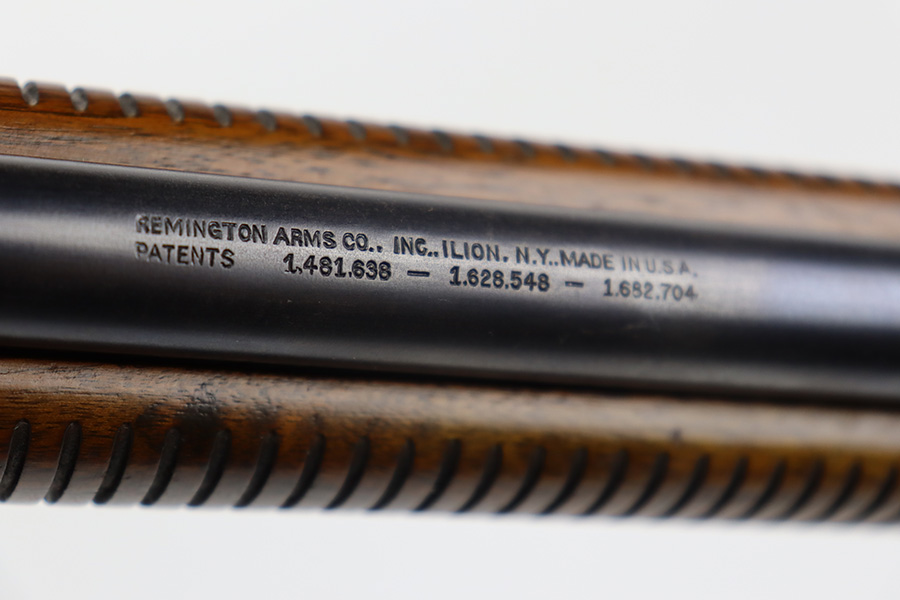 REMINGTON ARMS CO., INC., ILION, N.Y., MADE IN U.S.A.
PATENTS 1,481,638 — 1,628,548 — 1,682,704